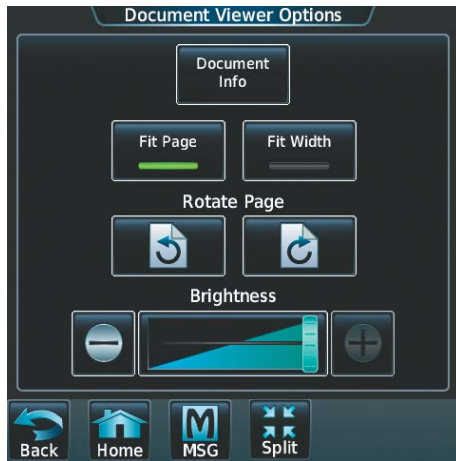 Document Viewer Options
Document
Info
Fit Page
Fit Width
Rotate Page
Brightness
Back
Home
MSG
Split